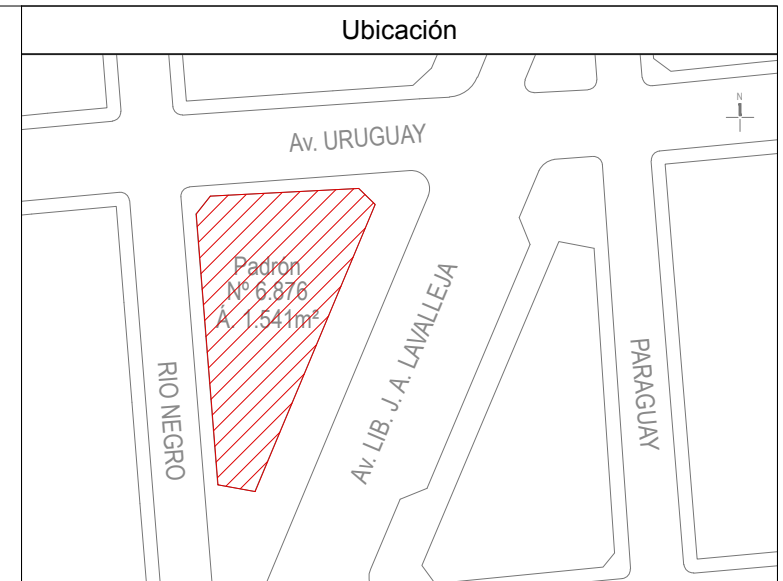 Ubicación
N
Av. URUGUAY
Padrón
Nº 6.876
Á. 1.541m²
RIO NEGRO
Av. LIB. J. A. LAVALLEJA
PARAGUAY